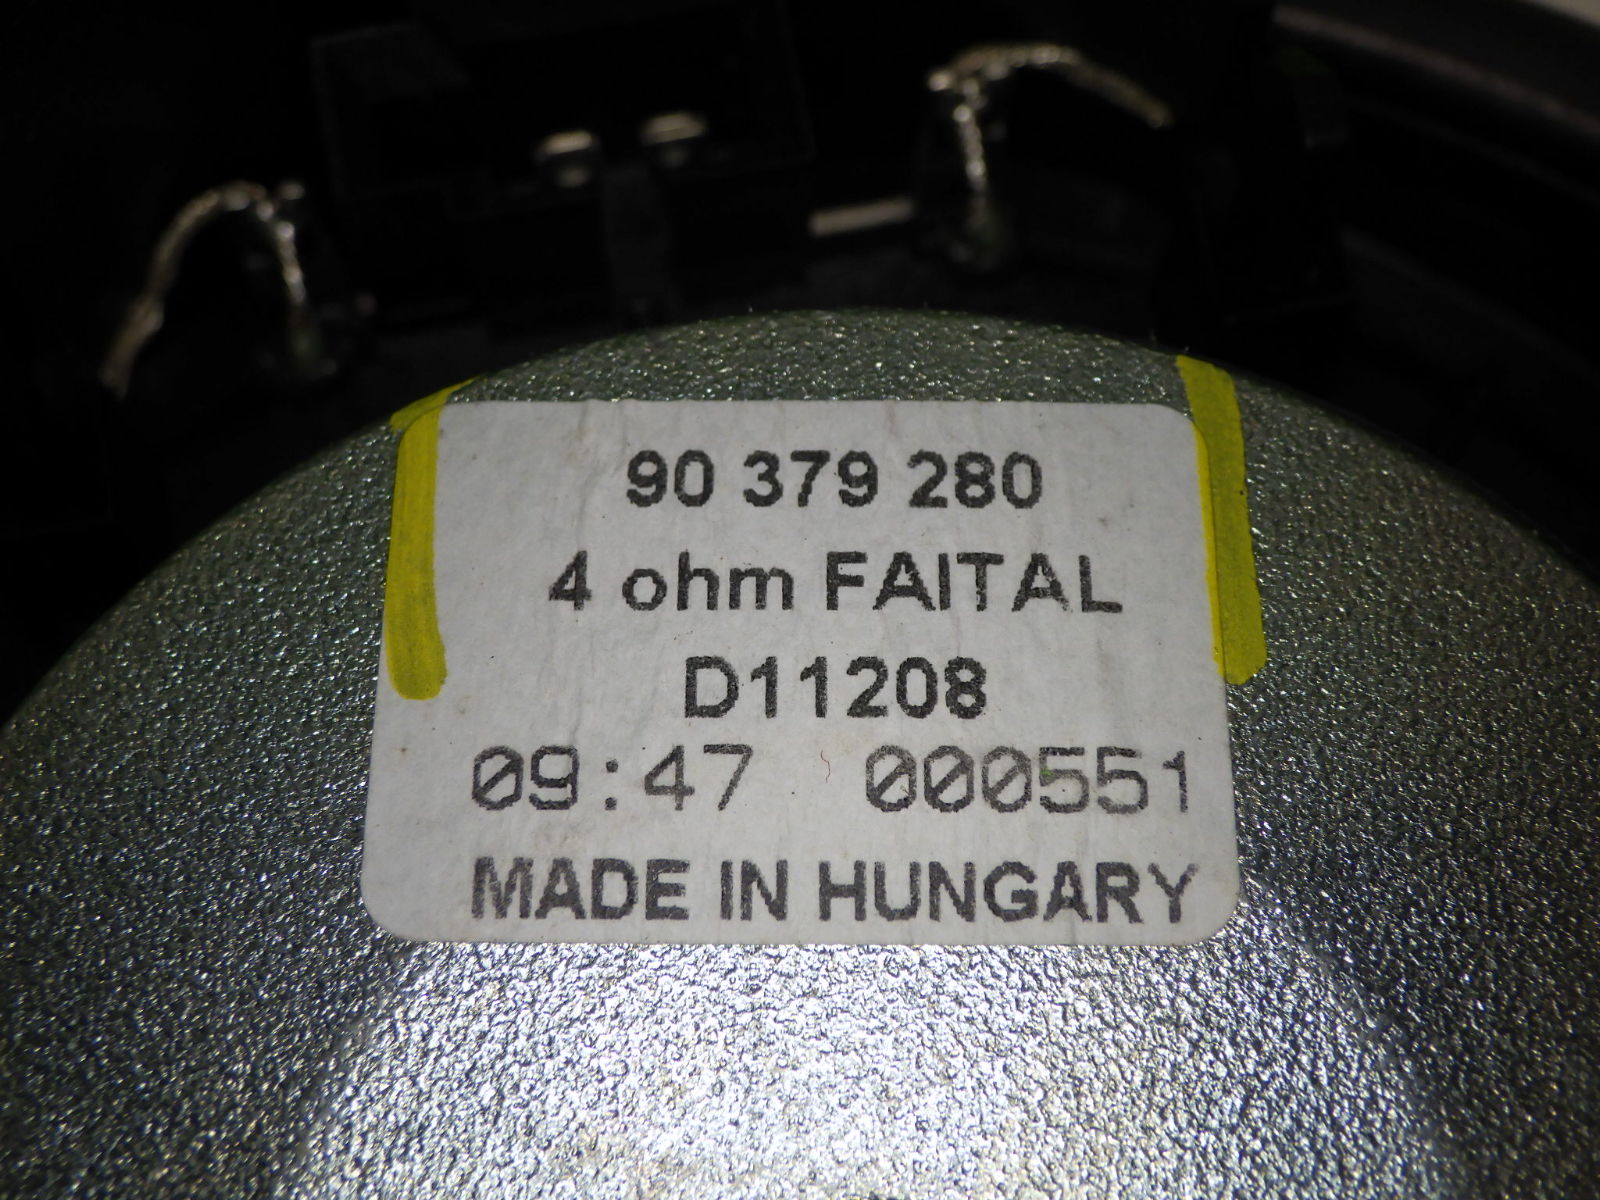 90 379 280
4 ohm FAITAL
D11208
09:47 000551
MADE IN HUNGARY